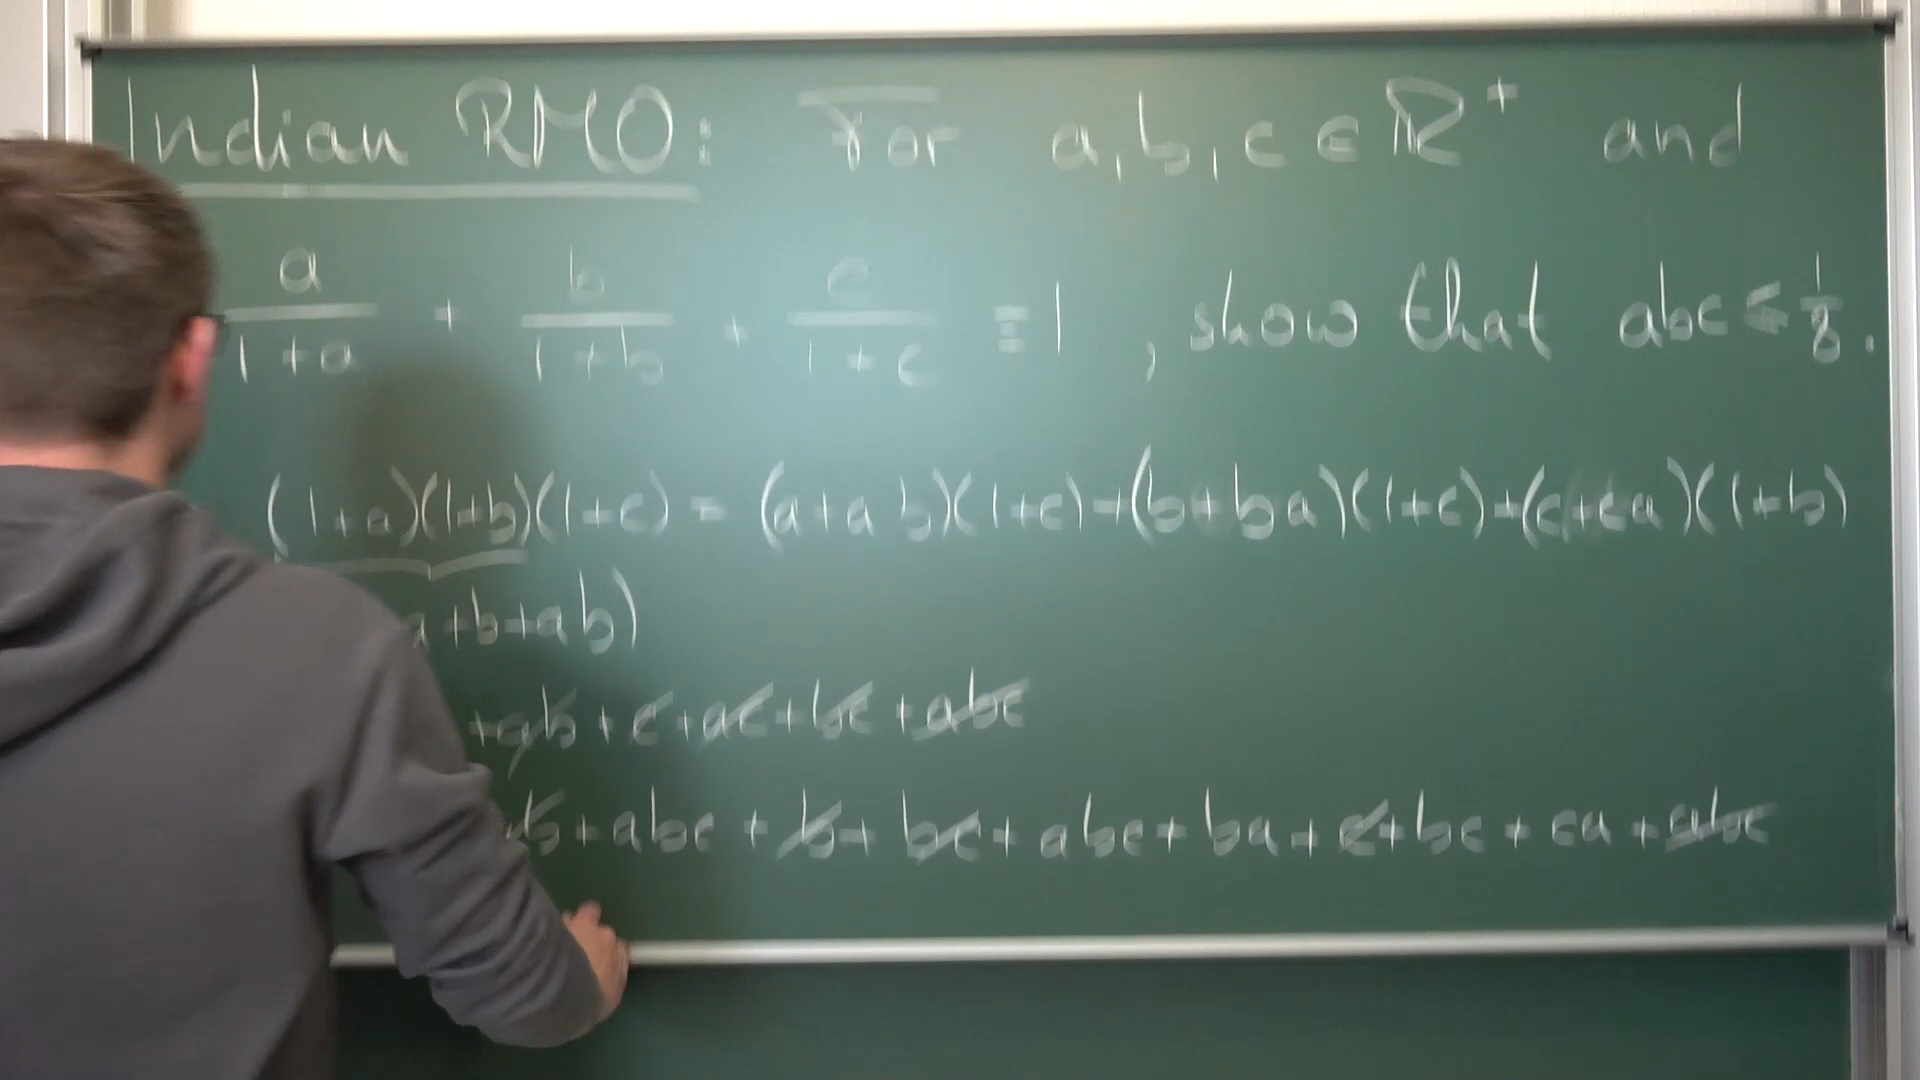 Indian RMO: For a, b, c ∈ ℝ⁺ and
a/(1+a) + b/(1+b) + c/(1+c) = 1, show that abc ≤ 1/8.
(1+a)(1+b)(1+c) = (a+ab)(1+c)+(b+ba)(1+c)+(c+ca)(1+b)
a+b+ab)
+ab+c+ac+bc+abc
b+abc+b+bc+abc+ba+c+bc+ca+abc